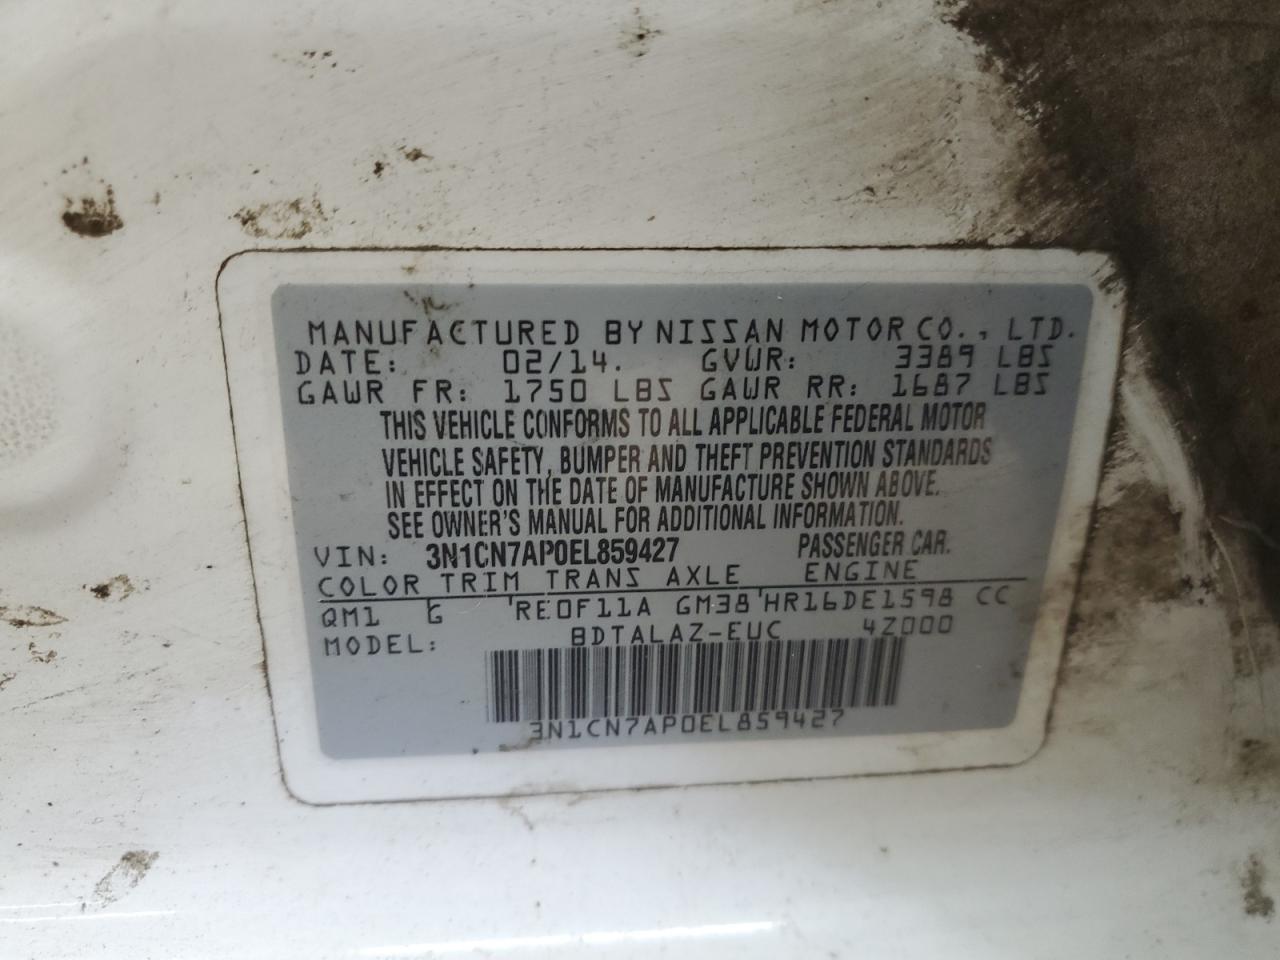 MANUFACTURED BY NISSAN MOTOR CO., LTD.
DATE: 02/14. GVWR: 3389 LBS
GAWR FR: 1750 LBS GAWR RR: 1687 LBS
THIS VEHICLE CONFORMS TO ALL APPLICABLE FEDERAL MOTOR
VEHICLE SAFETY, BUMPER AND THEFT PREVENTION STANDARDS
IN EFFECT ON THE DATE OF MANUFACTURE SHOWN ABOVE.
SEE OWNER'S MANUAL FOR ADDITIONAL INFORMATION.
VIN: 3N1CN7AP0EL859427 PASSENGER CAR.
COLOR TRIM TRANS AXLE ENGINE
QM1 G RE0F11A GM38 HR16DE1598 CC
MODEL: BDTALAZ-EUC 4Z000
3N1CN7AP0EL859427